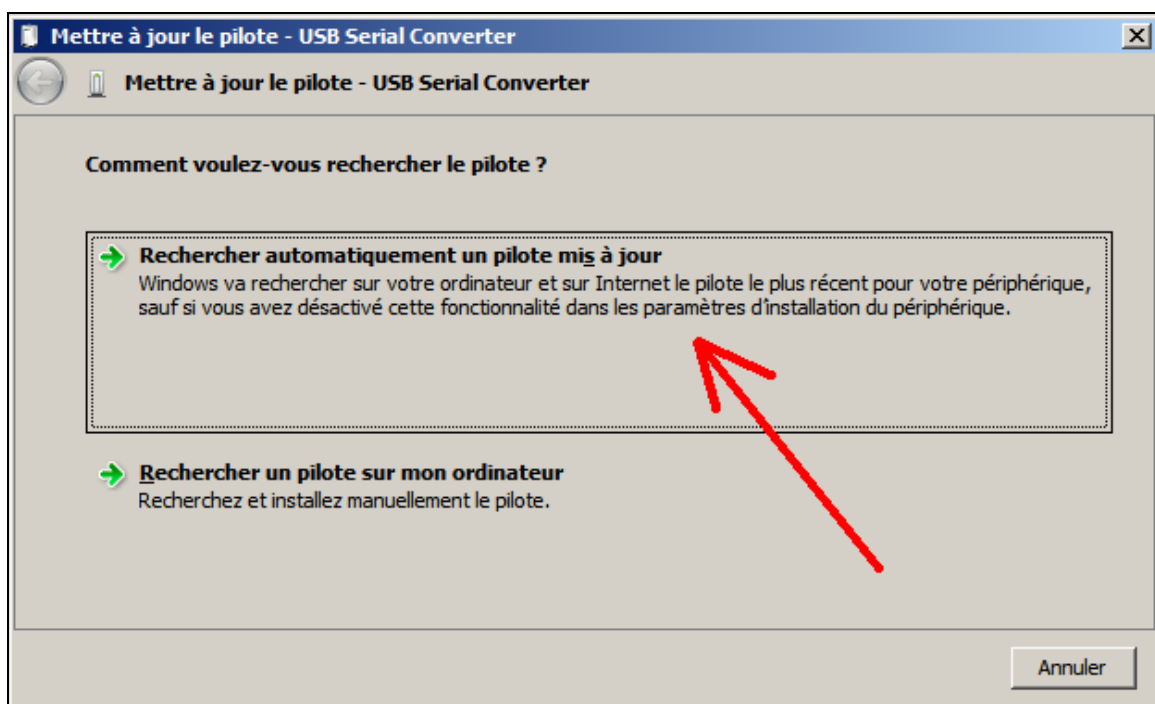 Mettre à jour le pilote - USB Serial Converter
Mettre à jour le pilote - USB Serial Converter
Comment voulez-vous rechercher le pilote ?
Rechercher automatiquement un pilote mis à jour
Windows va rechercher sur votre ordinateur et sur Internet le pilote le plus récent pour votre périphérique,
sauf si vous avez désactivé cette fonctionnalité dans les paramètres d'installation du périphérique.
Rechercher un pilote sur mon ordinateur
Recherchez et installez manuellement le pilote.
Annuler